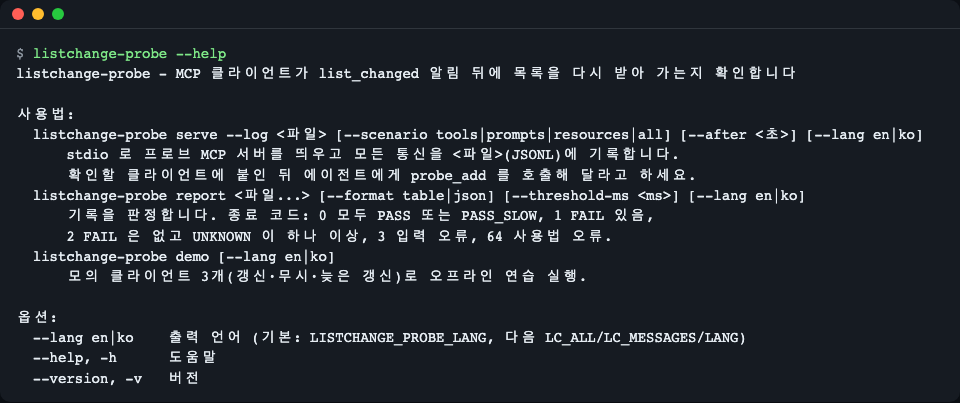 $ listchange-probe --help
listchange-probe - MCP 클라이언트가 list_changed 알림 뒤에 목록을 다시 받아 가는지 확인합니다
사용법:
listchange-probe serve --log <파일> [--scenario tools|prompts|resources|all] [--after <초>] [--lang en|ko]
stdio 로 프로브 MCP 서버를 띄우고 모든 통신을 <파일>(JSONL)에 기록합니다.
확인할 클라이언트에 붙인 뒤 에이전트에게 probe_add 를 호출해 달라고 하세요.
listchange-probe report <파일...> [--format table|json] [--threshold-ms <ms>] [--lang en|ko]
기록을 판정합니다. 종료 코드: 0 모두 PASS 또는 PASS_SLOW, 1 FAIL 있음,
2 FAIL 은 없고 UNKNOWN 이 하나 이상, 3 입력 오류, 64 사용법 오류.
listchange-probe demo [--lang en|ko]
모의 클라이언트 3개(갱신·무시·늦은 갱신)로 오프라인 연습 실행.
옵션:
--lang en|ko 출력 언어 (기본: LISTCHANGE_PROBE_LANG, 다음 LC_ALL/LC_MESSAGES/LANG)
--help, -h 도움말
--version, -v 버전